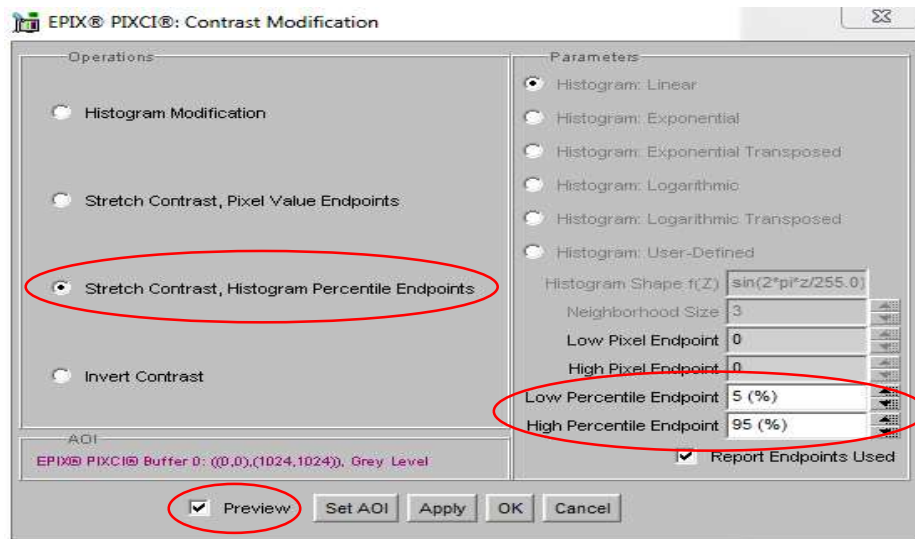 EPIX® PIXCI®: Contrast Modification
Operations
Histogram Modification
Stretch Contrast, Pixel Value Endpoints
Stretch Contrast, Histogram Percentile Endpoints
Invert Contrast
AOI
EPIX® PIXCI® Buffer 0: ((0,0),(1024,1024)), Grey Level
Parameters
Histogram: Linear
Histogram: Exponential
Histogram: Exponential Transposed
Histogram: Logarithmic
Histogram: Logarithmic Transposed
Histogram: User-Defined
Histogram Shape f(Z) sin(2*pi*z/255.0)
Neighborhood Size 3
Low Pixel Endpoint 0
High Pixel Endpoint 0
Low Percentile Endpoint 5 (%)
High Percentile Endpoint 95 (%)
Report Endpoints Used
Preview Set AOI Apply OK Cancel